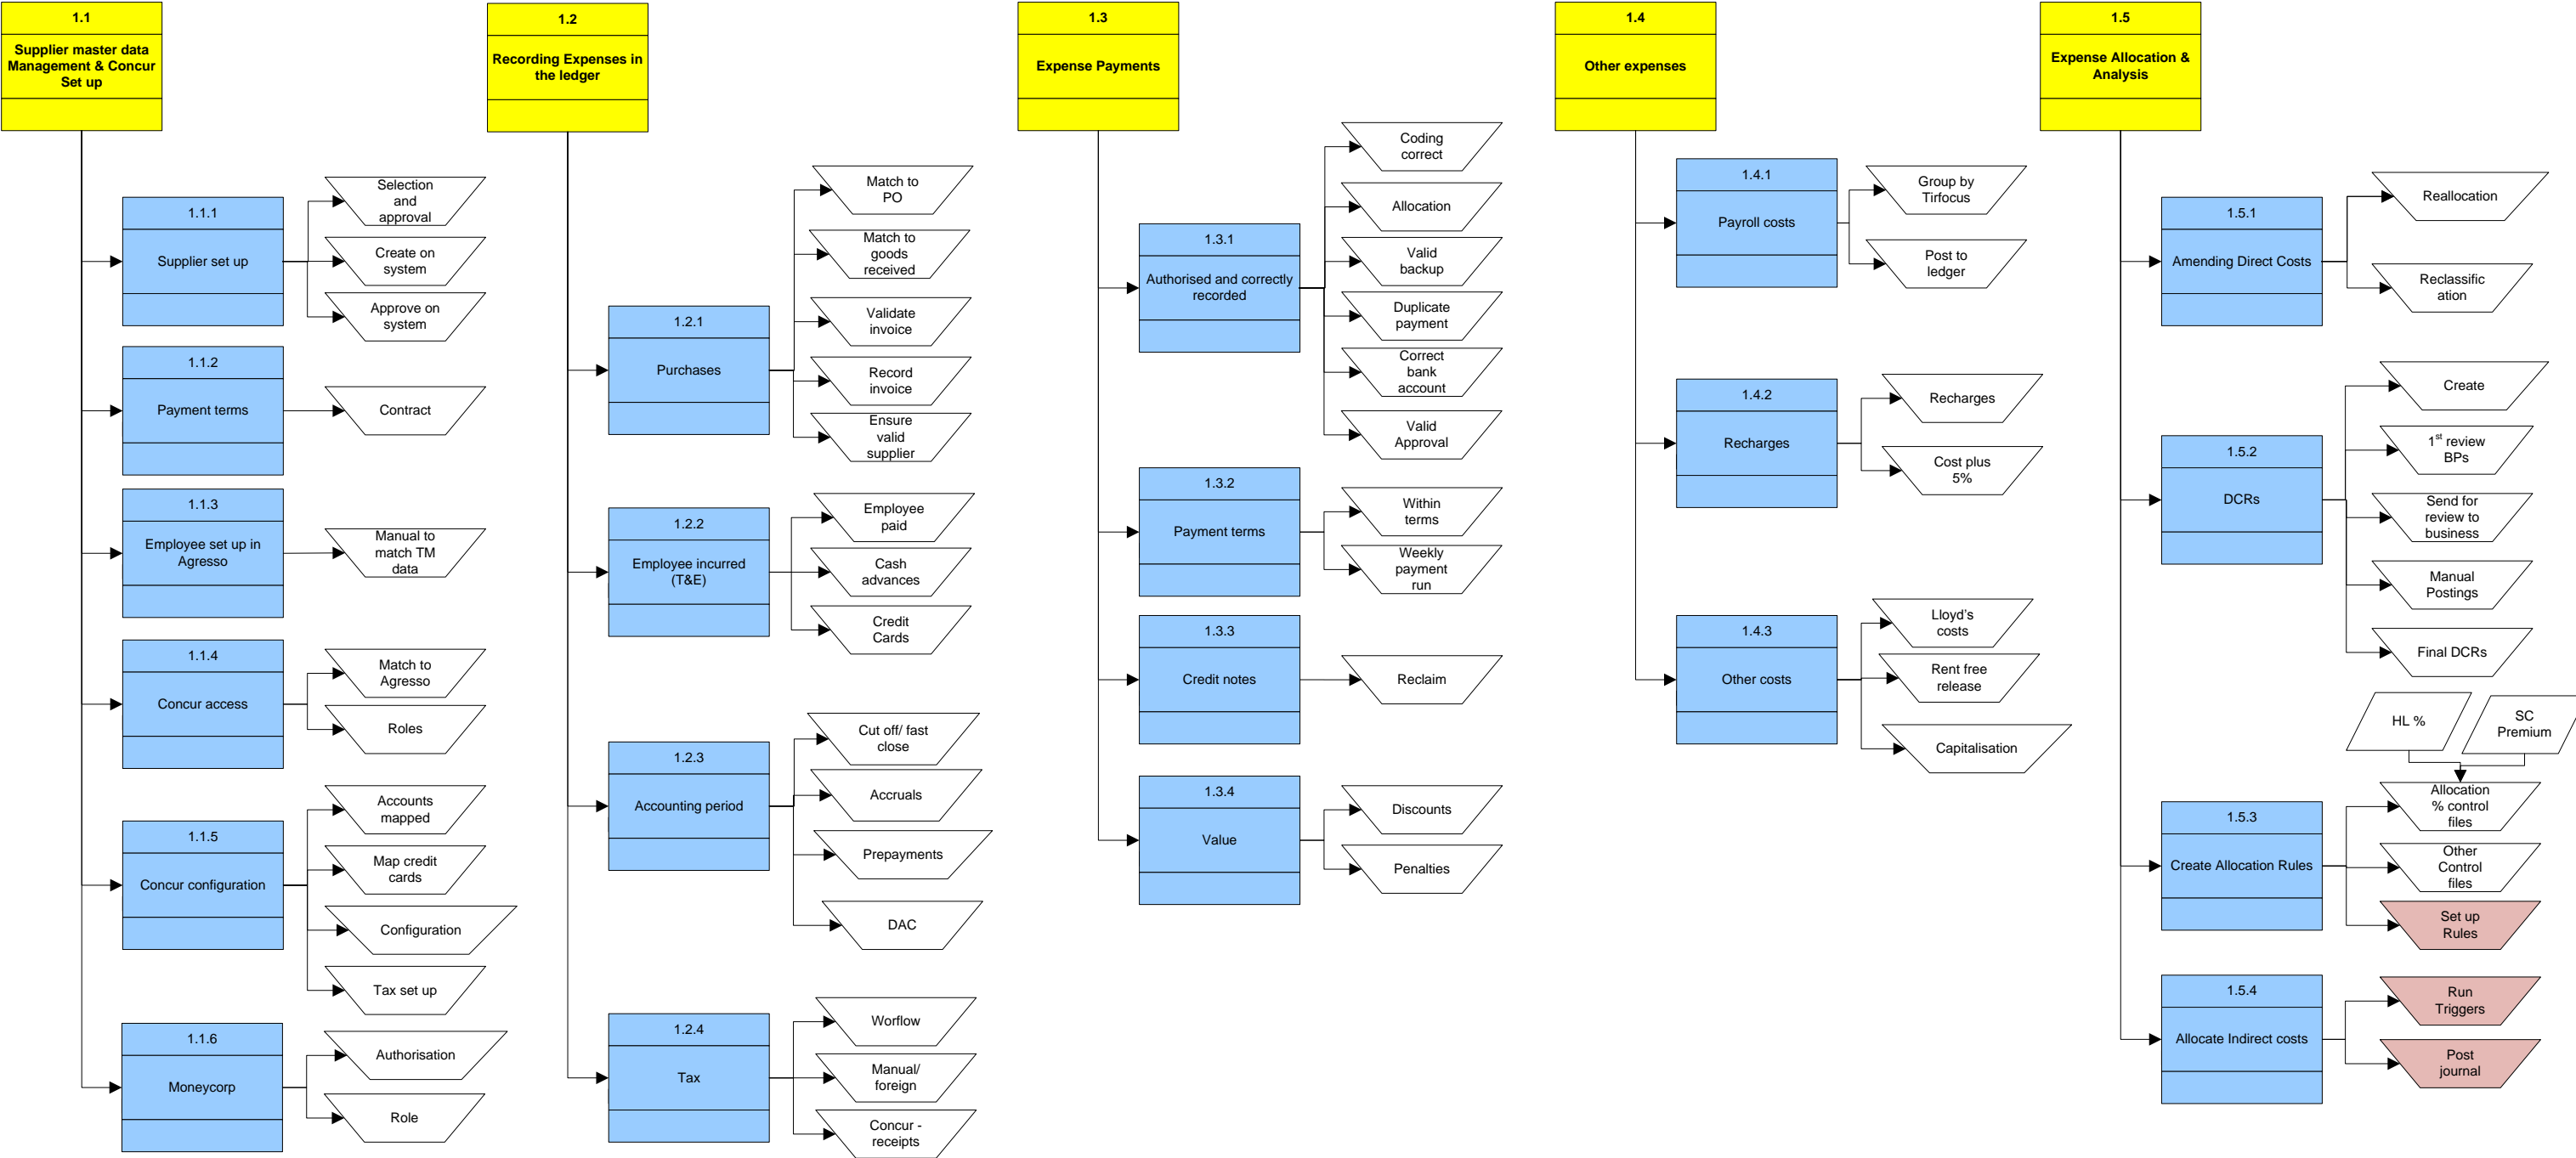 1.1
Supplier master data
Management & Concur
Set up
1.1.1
Supplier set up
Selection
and
approval
Create on
system
Approve on
system
1.1.2
Payment terms
Contract
1.1.3
Employee set up in
Agresso
Manual to
match TM
data
1.1.4
Concur access
Match to
Agresso
Roles
1.1.5
Concur configuration
Accounts
mapped
Map credit
cards
Configuration
Tax set up
1.1.6
Moneycorp
Authorisation
Role
1.2
Recording Expenses in
the ledger
1.2.1
Purchases
Match to
PO
Match to
goods
received
Validate
invoice
Record
invoice
Ensure
valid
supplier
1.2.2
Employee incurred
(T&E)
Employee
paid
Cash
advances
Credit
Cards
1.2.3
Accounting period
Cut off/ fast
close
Accruals
Prepayments
DAC
1.2.4
Tax
Worflow
Manual/
foreign
Concur -
receipts
1.3
Expense Payments
1.3.1
Authorised and correctly
recorded
Coding
correct
Allocation
Valid
backup
Duplicate
payment
Correct
bank
account
Valid
Approval
1.3.2
Payment terms
Within
terms
Weekly
payment
run
1.3.3
Credit notes
Reclaim
1.3.4
Value
Discounts
Penalties
1.4
Other expenses
1.4.1
Payroll costs
Group by
Tirfocus
Post to
ledger
1.4.2
Recharges
Recharges
Cost plus
5%
1.4.3
Other costs
Lloyd's
costs
Rent free
release
Capitalisation
1.5
Expense Allocation &
Analysis
1.5.1
Amending Direct Costs
Reallocation
Reclassific
ation
1.5.2
DCRs
Create
1st review
BPs
Send for
review to
business
Manual
Postings
Final DCRs
HL %
SC
Premium
1.5.3
Create Allocation Rules
Allocation
% control
files
Other
Control
files
Set up
Rules
1.5.4
Allocate Indirect costs
Run
Triggers
Post
journal